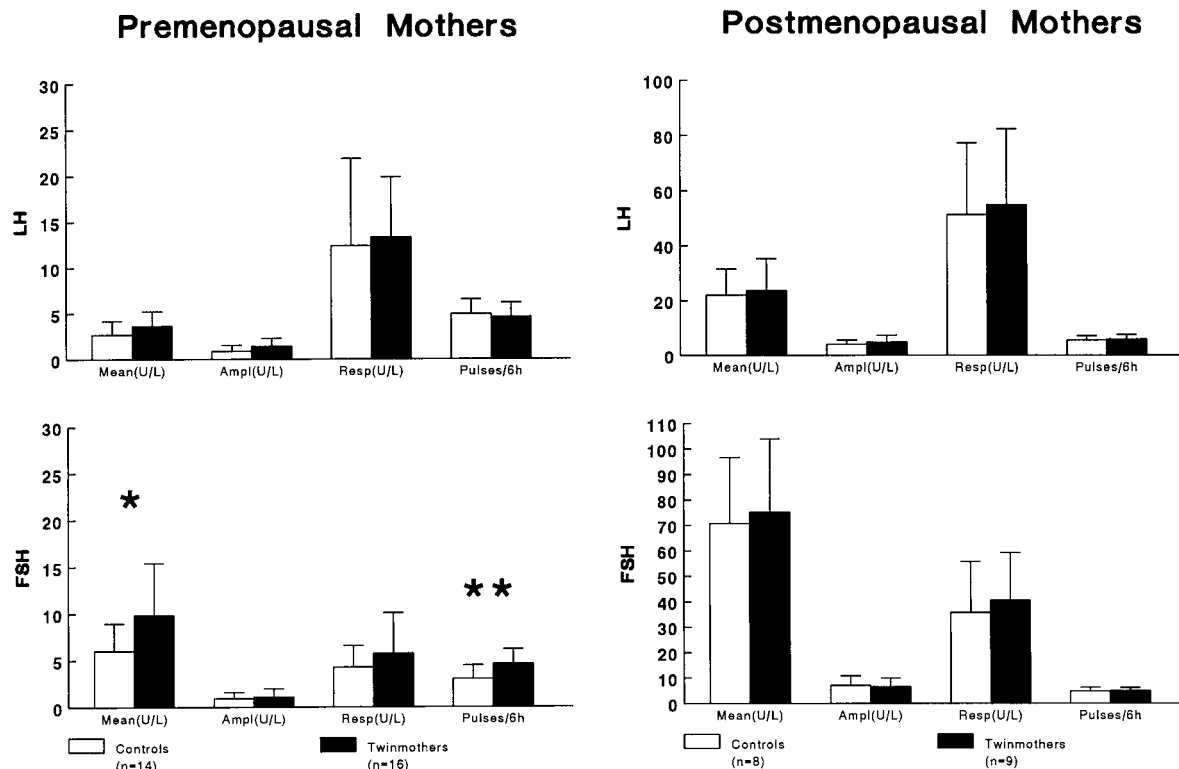 Premenopausal Mothers
Postmenopausal Mothers
30
25
20
15
10
5
0
LH
Mean(U/L) Ampl(U/L) Resp(U/L) Pulses/6h
100
80
60
40
20
0
LH
Mean(U/L) Ampl(U/L) Resp(U/L) Pulses/6h
30
25
20
15
10
5
0
FSH
*
**
Mean(U/L) Ampl(U/L) Resp(U/L) Pulses/6h
Controls
(n=14)
Twinmothers
(n=16)
110
100
90
80
70
60
50
40
30
20
10
0
FSH
Mean(U/L) Ampl(U/L) Resp(U/L) Pulses/6h
Controls
(n=8)
Twinmothers
(n=9)